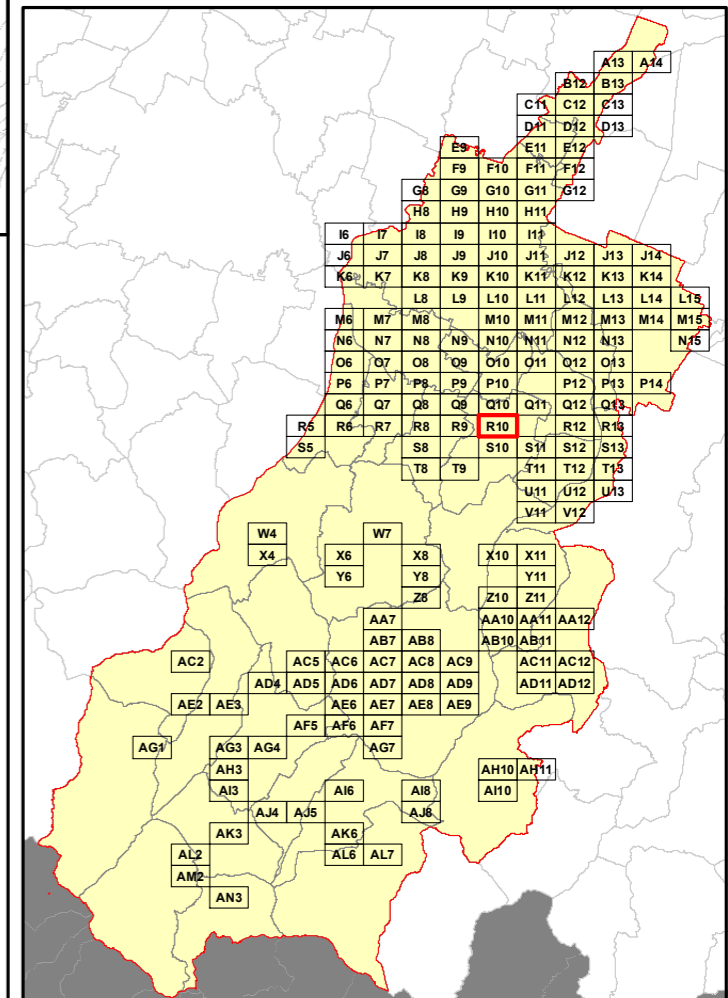 A13 A14
B12 B13
C11 C12 C13
D11 D12 D13
E9 E11 E12
F9 F10 F11 F12
G8 G9 G10 G11 G12
H8 H9 H10 H11
I6 I7 I8 I9 I10 I11
J6 J7 J8 J9 J10 J11 J12 J13 J14
K6 K7 K8 K9 K10 K11 K12 K13 K14
L8 L9 L10 L11 L12 L13 L14 L15
M6 M7 M8 M10 M11 M12 M13 M14 M15
N6 N7 N8 N9 N10 N11 N12 N13 N15
O6 O7 O8 O9 O10 O11 O12 O13
P6 P7 P8 P9 P10 P12 P13 P14
Q6 Q7 Q8 Q9 Q10 Q11 Q12 Q13
R5 R6 R7 R8 R9 R10 R12 R13
S5 S8 S10 S11 S12 S13
T8 T9 T11 T12 T13
U11 U12 U13
V11 V12
W4 W7
X4 X6 X8 X10 X11
Y6 Y8 Y11
Z8 Z10 Z11
AA7 AA10 AA11 AA12
AB7 AB8 AB10 AB11
AC2 AC5 AC6 AC7 AC8 AC9 AC11 AC12
AD4 AD5 AD6 AD7 AD8 AD9 AD11 AD12
AE2 AE3 AE6 AE7 AE8 AE9
AF5 AF6 AF7
AG1 AG3 AG4 AG7
AH3 AH10 AH11
AI3 AI6 AI8 AI10
AJ4 AJ5 AJ8
AK3 AK6
AL2 AL6 AL7
AM2
AN3